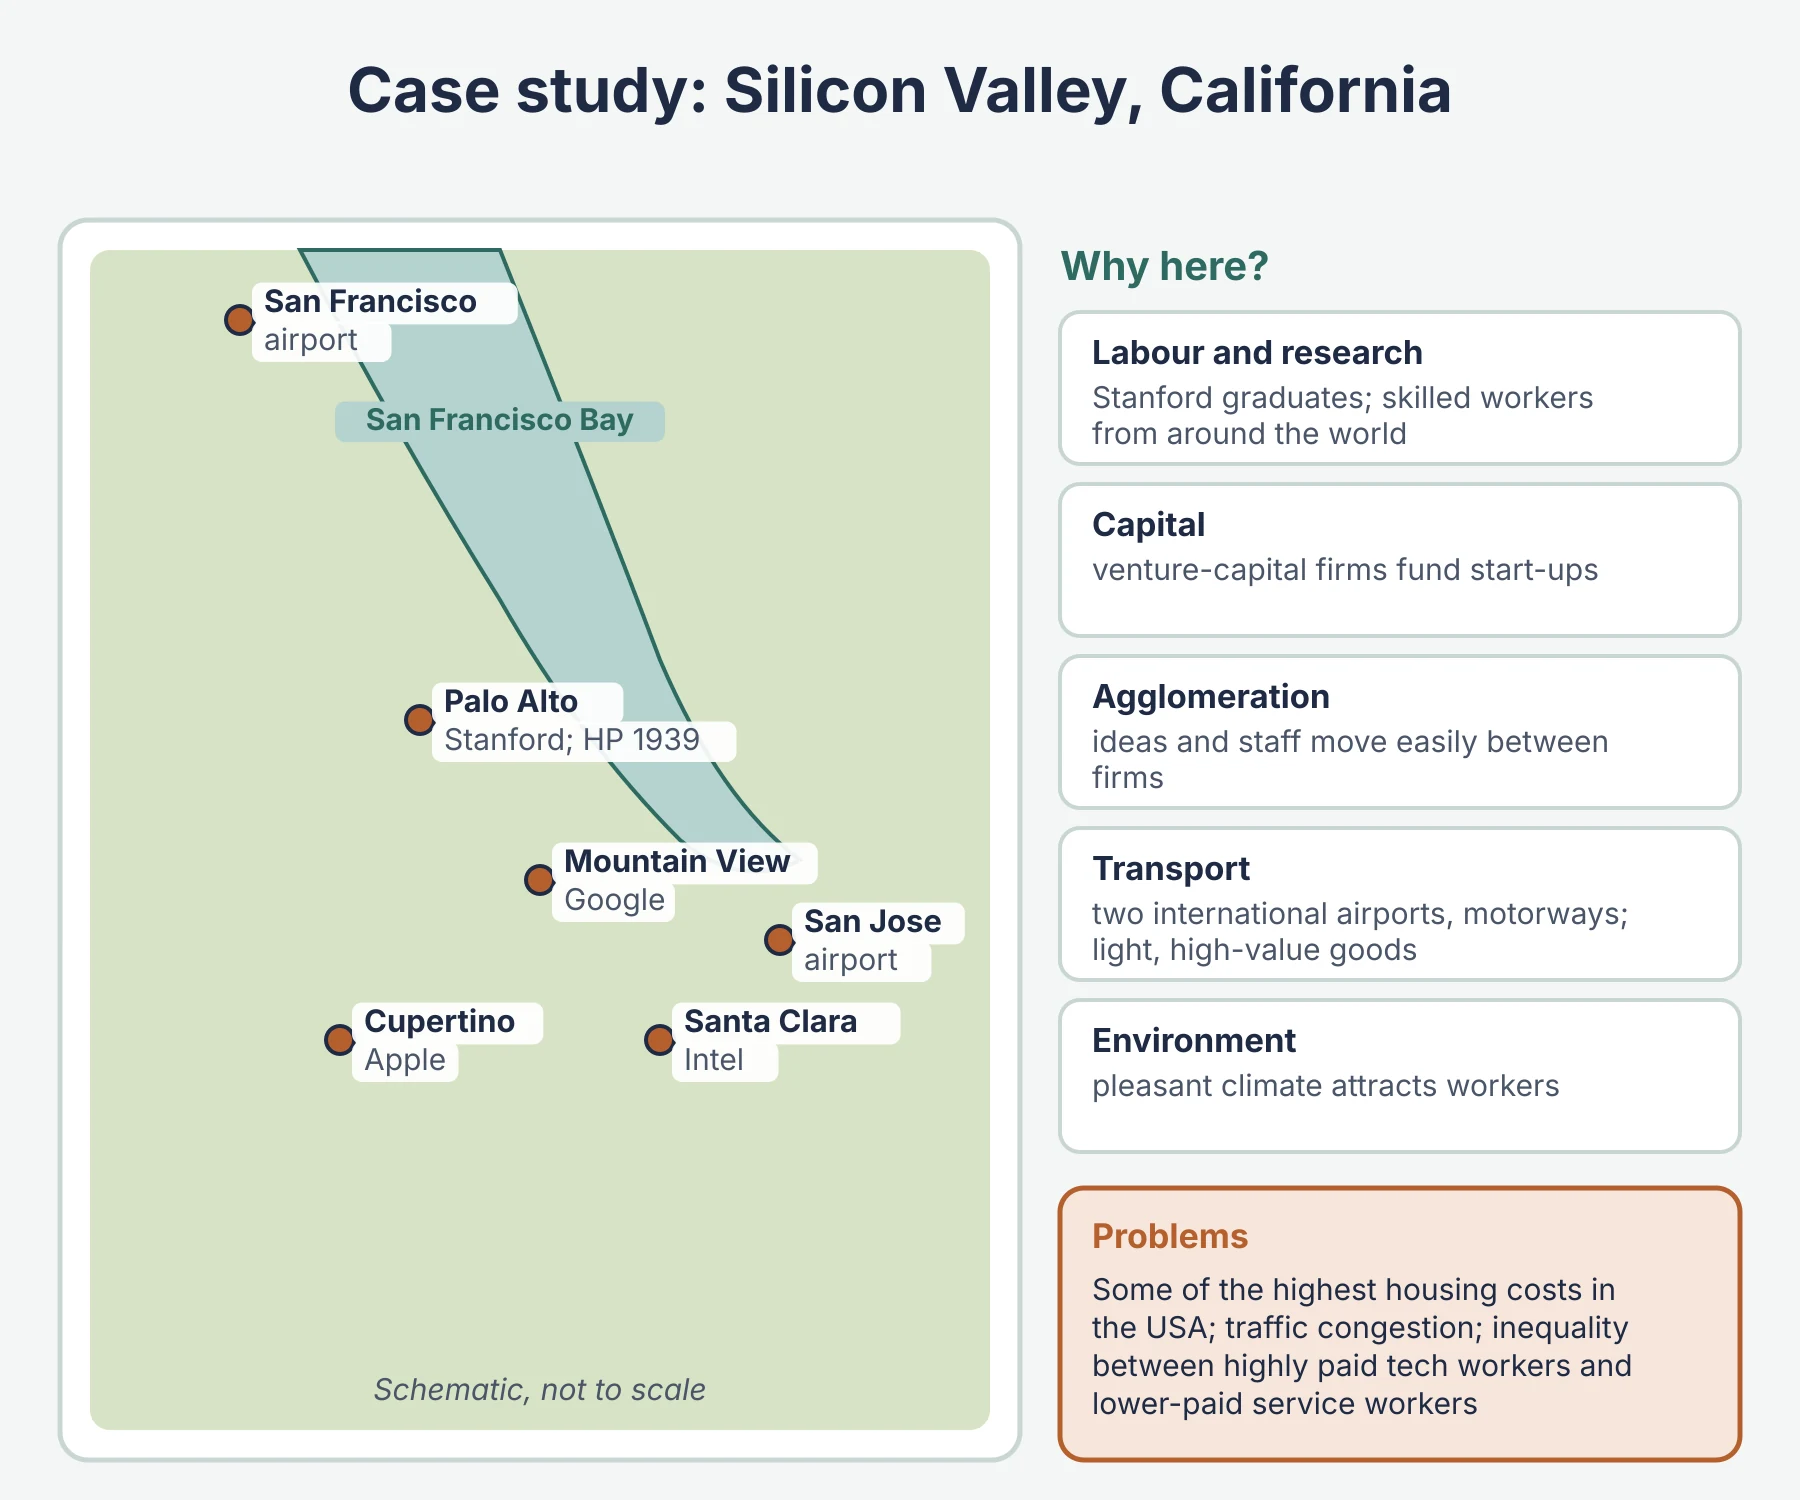 Case study: Silicon Valley, California
San Francisco
airport
San Francisco Bay
Palo Alto
Stanford; HP 1939
Mountain View
Google
San Jose
airport
Cupertino
Apple
Santa Clara
Intel
Schematic, not to scale
Why here?
Labour and research
Stanford graduates; skilled workers
from around the world
Capital
venture-capital firms fund start-ups
Agglomeration
ideas and staff move easily between
firms
Transport
two international airports, motorways;
light, high-value goods
Environment
pleasant climate attracts workers
Problems
Some of the highest housing costs in
the USA; traffic congestion; inequality
between highly paid tech workers and
lower-paid service workers